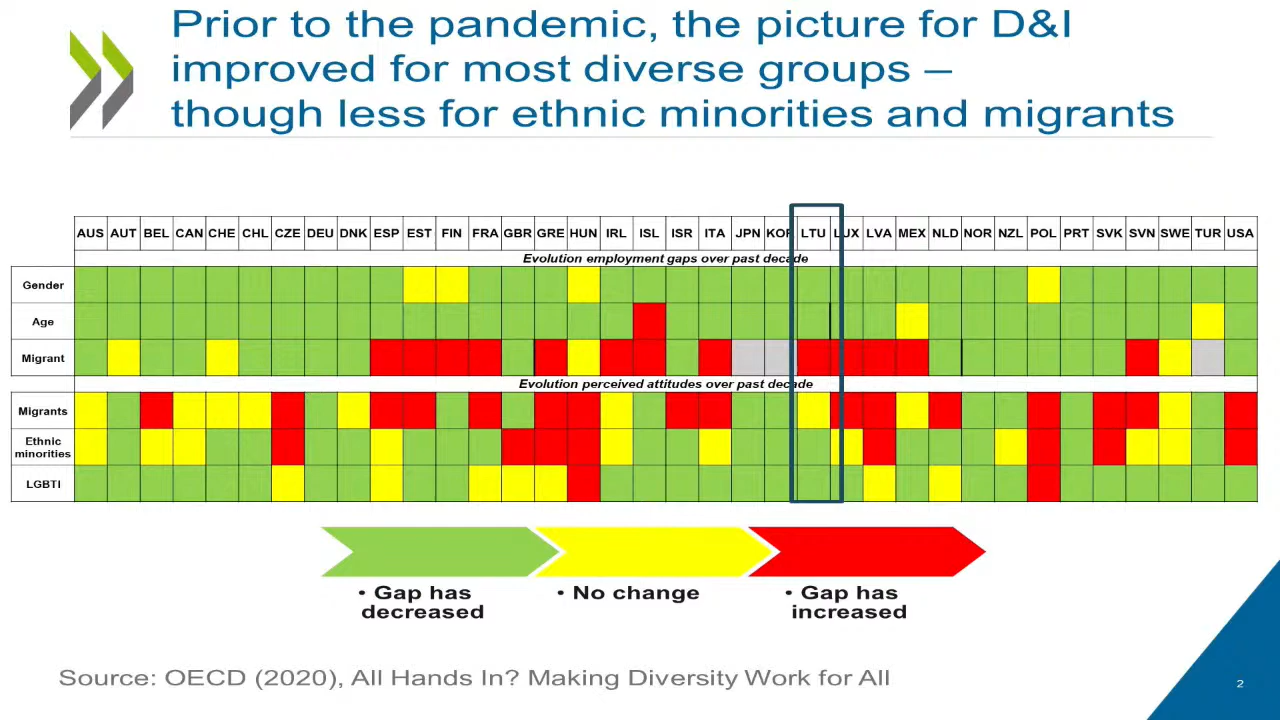 Prior to the pandemic, the picture for D&I
improved for most diverse groups –
though less for ethnic minorities and migrants
AUS AUT BEL CAN CHE CHL CZE DEU DNK ESP EST FIN FRA GBR GRE HUN IRL ISL ISR ITA JPN KOR LTU LUX LVA MEX NLD NOR NZL POL PRT SVK SVN SWE TUR USA
Evolution employment gaps over past decade
Gender
Age
Migrant
Evolution perceived attitudes over past decade
Migrants
Ethnic
minorities
LGBTI
• Gap has
decreased
• No change
• Gap has
increased
Source: OECD (2020), All Hands In? Making Diversity Work for All
2